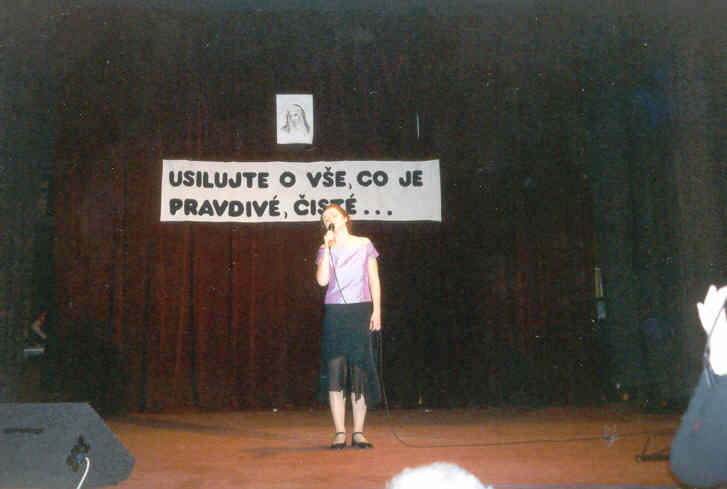 USILUJTE O VŠE, CO JE
PRAVDIVÉ, ČISTÉ...